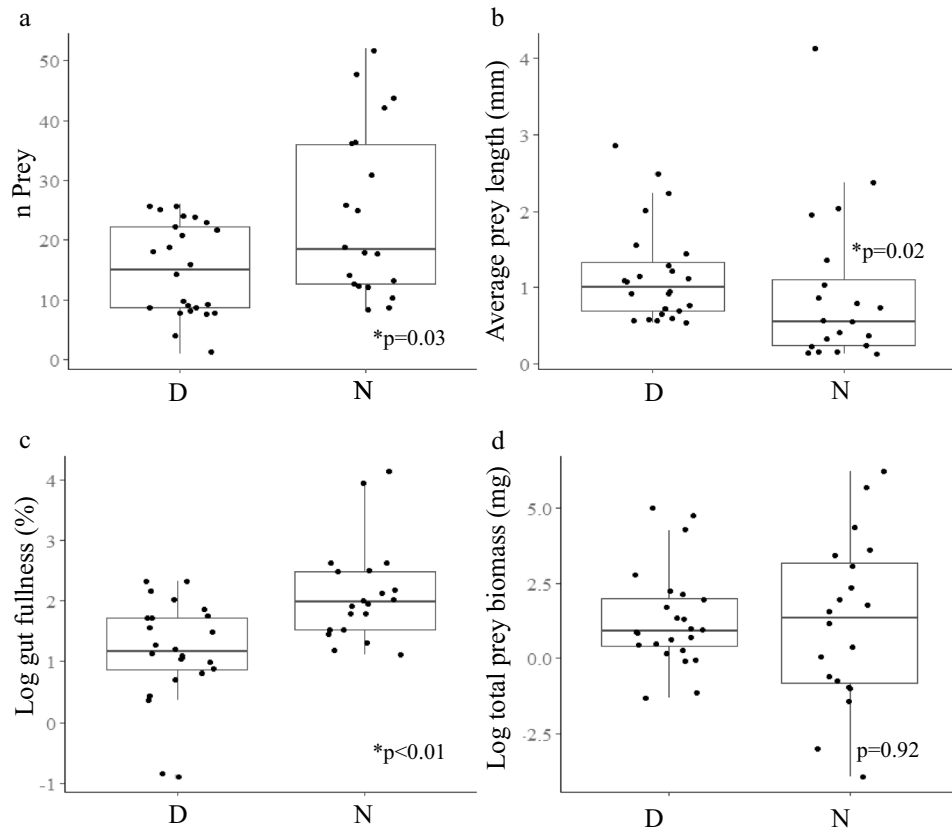 a
n Prey
50
40
30
20
10
0
*p=0.03
D N
b
Average prey length (mm)
4
3
2
1
0
*p=0.02
D N
c
Log gut fullness (%)
4
3
2
1
0
-1
*p<0.01
D N
d
Log total prey biomass (mg)
5.0
2.5
0.0
-2.5
p=0.92
D N